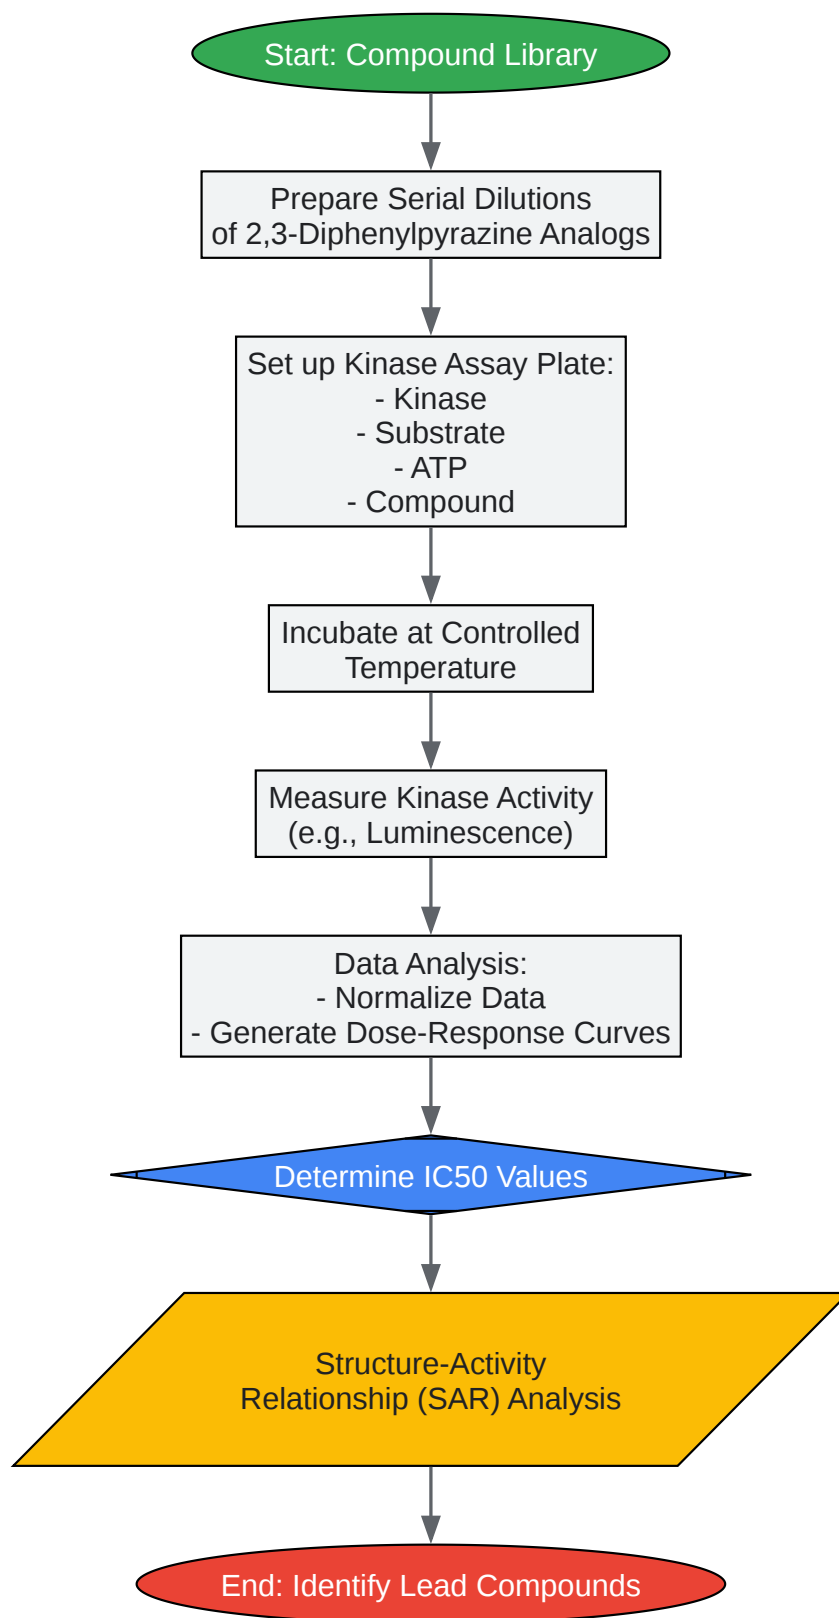 Start: Compound Library
Prepare Serial Dilutions
of 2,3-Diphenylpyrazine Analogs
Set up Kinase Assay Plate:
- Kinase
- Substrate
- ATP
- Compound
Incubate at Controlled
Temperature
Measure Kinase Activity
(e.g., Luminescence)
Data Analysis:
- Normalize Data
- Generate Dose-Response Curves
Determine IC50 Values
Structure-Activity
Relationship (SAR) Analysis
End: Identify Lead Compounds